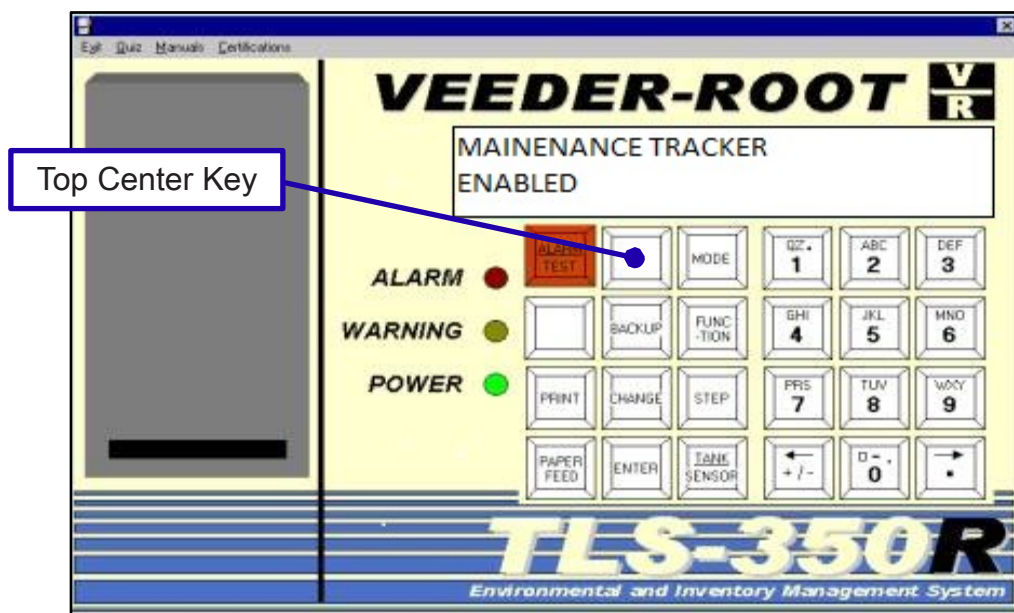 Exit Quiz Manuals Certifications
VEEDER-ROOT
V
R
MAINENANCE TRACKER
ENABLED
Top Center Key
ALARM
TEST
MODE
QZ.
1
ABC
2
DEF
3
ALARM
WARNING
BACKUP
FUNC
-TION
GHI
4
JKL
5
MNO
6
POWER
PRINT
CHANGE
STEP
PRS
7
TUV
8
WXY
9
PAPER
FEED
ENTER
TANK
SENSOR
+/-
0
TLS-350R
Environmental and Inventory Management System